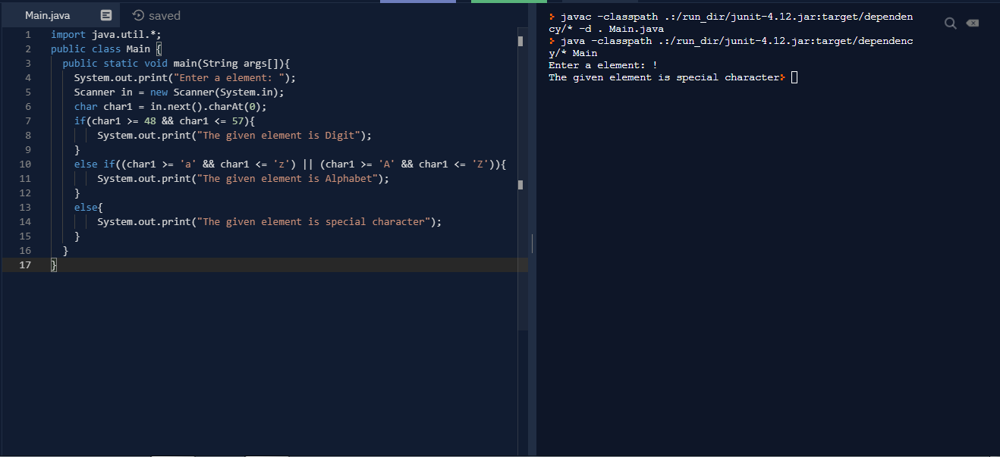 Main.java
saved
1 import java.util.*;
2 public class Main {
3 public static void main(String args[]){
4 System.out.print("Enter a element: ");
5 Scanner in = new Scanner(System.in);
6 char char1 = in.next().charAt(0);
7 if(char1 >= 48 && char1 <= 57){
8 System.out.print("The given element is Digit");
9 }
10 else if((char1 >= 'a' && char1 <= 'z') || (char1 >= 'A' && char1 <= 'Z')){
11 System.out.print("The given element is Alphabet");
12 }
13 else{
14 System.out.print("The given element is special character");
15 }
16 }
17 }
> javac -classpath .:/run_dir/junit-4.12.jar:target/dependen
cy/* -d . Main.java
> java -classpath .:/run_dir/junit-4.12.jar:target/dependenc
y/* Main
Enter a element: !
The given element is special character>